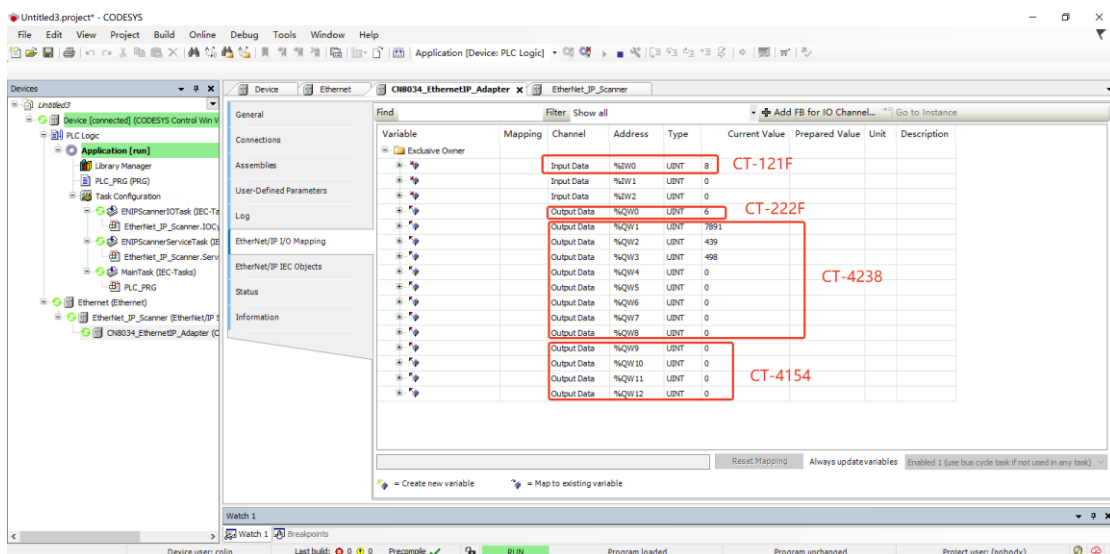 Untitled3.project* - CODESYS
File Edit View Project Build Online Debug Tools Window Help
Application [Device: PLC Logic]
Devices
Untitled3
Device [connected] (CODESYS Control Win V
PLC Logic
Application [run]
Library Manager
PLC_PRG (PRG)
Task Configuration
ENIPScannerIOTask (IEC-Ta
EtherNet_IP_Scanner.IOCy
ENIPScannerServiceTask (IE
EtherNet_IP_Scanner.Serv
MainTask (IEC-Tasks)
PLC_PRG
Ethernet (Ethernet)
EtherNet_IP_Scanner (EtherNet/IP S
CN8034_EthernetIP_Adapter (C
Device Ethernet CN8034_EthernetIP_Adapter x EtherNet_IP_Scanner
General
Connections
Assemblies
User-Defined Parameters
Log
EtherNet/IP I/O Mapping
EtherNet/IP IEC Objects
Status
Information
Find Filter Show all Add FB for IO Channel... Go to Instance
Variable Mapping Channel Address Type Current Value Prepared Value Unit Description
Exclusive Owner
Input Data %IW0 UINT 8 CT-121F
Input Data %IW1 UINT 0
Input Data %IW2 UINT 0
Output Data %QW0 UINT 6 CT-222F
Output Data %QW1 UINT 7891
Output Data %QW2 UINT 439
Output Data %QW3 UINT 498
Output Data %QW4 UINT 0 CT-4238
Output Data %QW5 UINT 0
Output Data %QW6 UINT 0
Output Data %QW7 UINT 0
Output Data %QW8 UINT 0
Output Data %QW9 UINT 0
Output Data %QW10 UINT 0
Output Data %QW11 UINT 0 CT-4154
Output Data %QW12 UINT 0
Reset Mapping Always update variables Enabled 1 (use bus cycle task if not used in any task)
= Create new variable = Map to existing variable
Watch 1
Watch 1 Breakpoints
Device user: colin Last build: 0 0 Precompile RUN Program loaded Program unchanged Project user: (nobody)